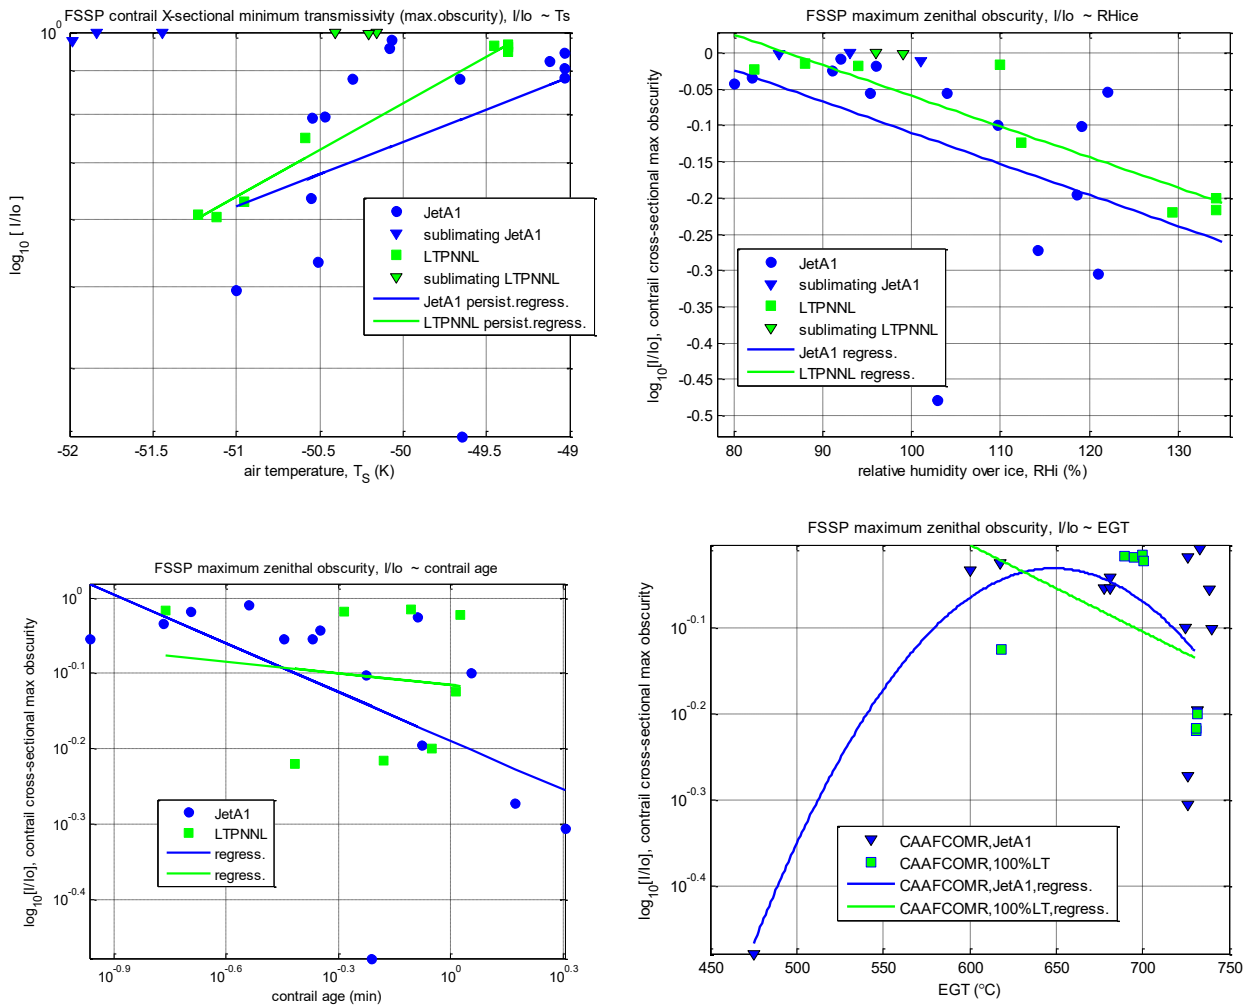 FSSP contrail X-sectional minimum transmissivity (max.obscurity), I/Io ~ Ts
10^0
log10 [ I/Io ]
JetA1
sublimating JetA1
LTPNNL
sublimating LTPNNL
JetA1 persist.regress.
LTPNNL persist.regress.
-52 -51.5 -51 -50.5 -50 -49.5 -49
air temperature, T_S (K)
FSSP maximum zenithal obscurity, I/Io ~ RHice
0
-0.05
-0.1
-0.15
-0.2
-0.25
-0.3
-0.35
-0.4
-0.45
-0.5
log10[I/Io], contrail cross-sectional max obscurity
JetA1
sublimating JetA1
LTPNNL
sublimating LTPNNL
JetA1 regress.
LTPNNL regress.
80 90 100 110 120 130
relative humidity over ice, RHi (%)
FSSP maximum zenithal obscurity, I/Io ~ contrail age
10^0
10^-0.1
10^-0.2
10^-0.3
10^-0.4
log10[I/Io], contrail cross-sectional max obscurity
JetA1
LTPNNL
regress.
regress.
10^-0.9 10^-0.6 10^-0.3 10^0 10^0.3
contrail age (min)
FSSP maximum zenithal obscurity, I/Io ~ EGT
10^-0.1
10^-0.2
10^-0.3
10^-0.4
log10[I/Io], contrail cross-sectional max obscurity
CAAFCOMR,JetA1
CAAFCOMR,100%LT
CAAFCOMR,JetA1,regress.
CAAFCOMR,100%LT,regress.
450 500 550 600 650 700 750
EGT (°C)